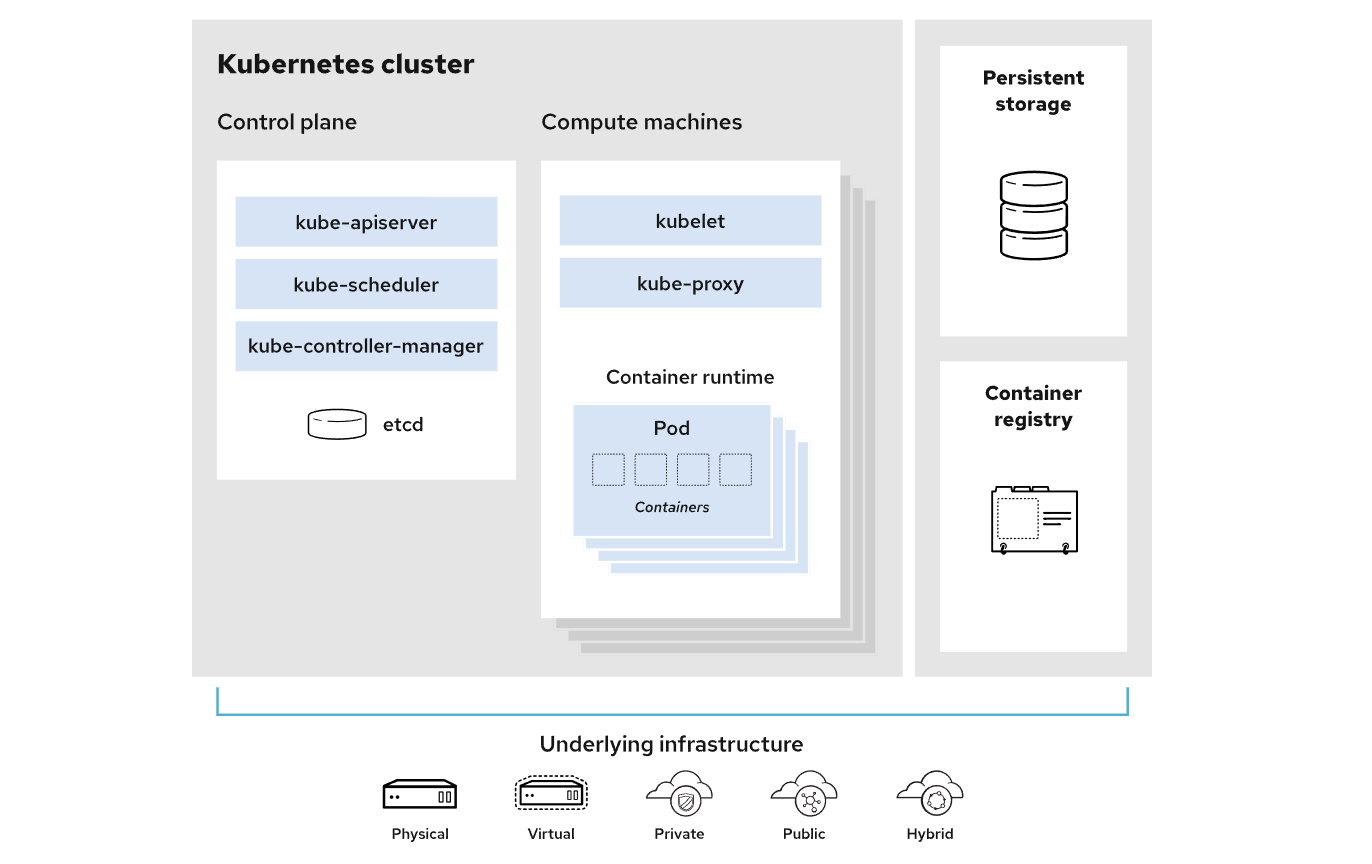 Kubernetes cluster
Control plane
kube-apiserver
kube-scheduler
kube-controller-manager
etcd
Compute machines
kubelet
kube-proxy
Container runtime
Pod
Containers
Persistent
storage
Container
registry
Underlying infrastructure
Physical
Virtual
Private
Public
Hybrid